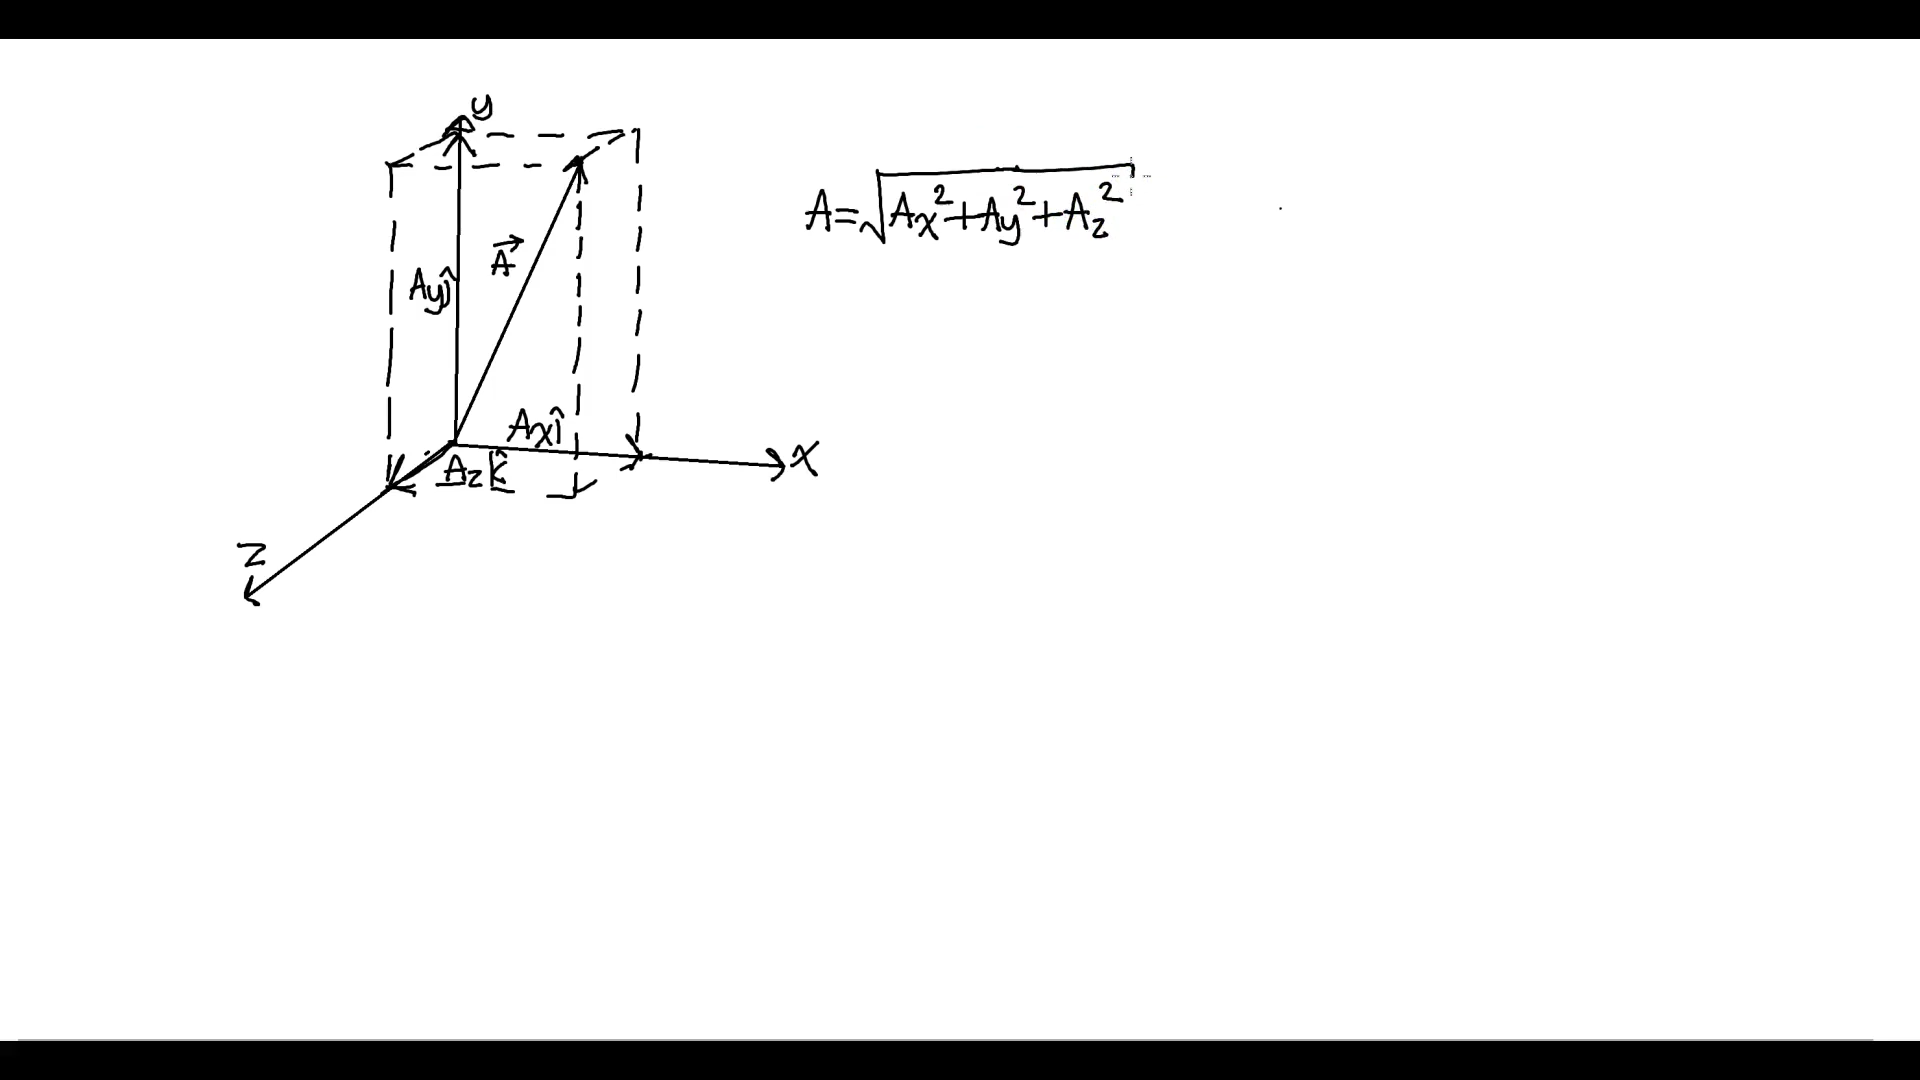 y
A⃗
Ayĵ
Axî
Azk̂
x
z
A=√(Ax²+Ay²+Az²)